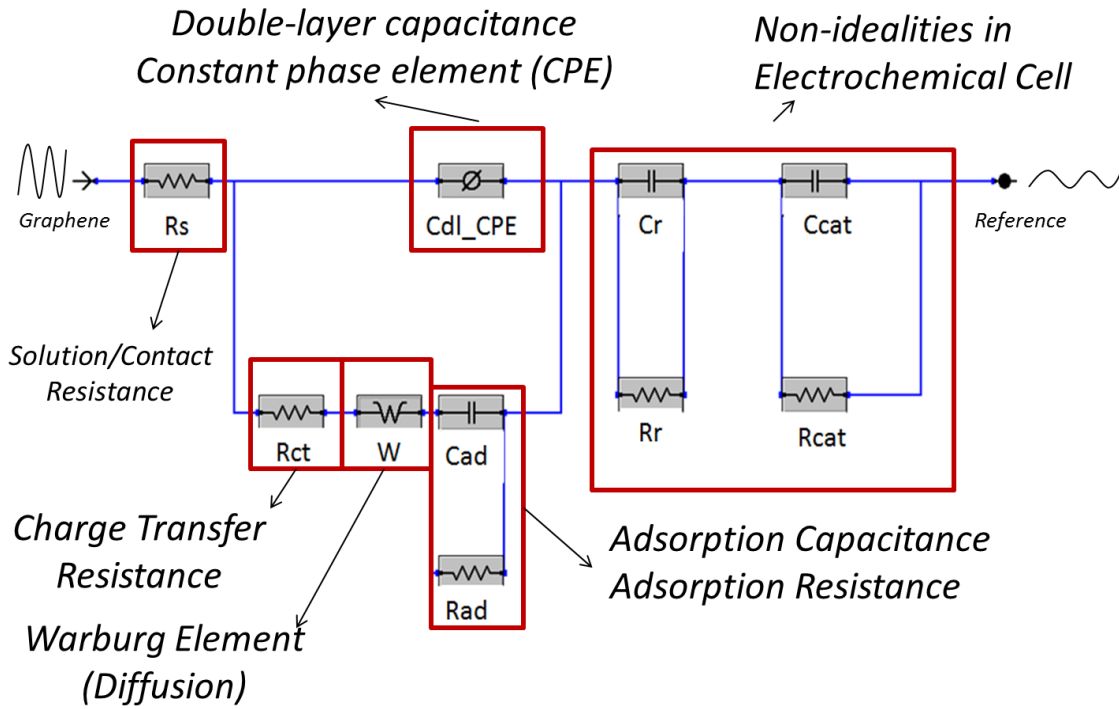 Double-layer capacitance
Constant phase element (CPE)
Non-idealities in
Electrochemical Cell
Graphene
Rs
Cdl_CPE
Cr
Ccat
Reference
Solution/Contact
Resistance
Rct
W
Cad
Rr
Rcat
Charge Transfer
Resistance
Rad
Adsorption Capacitance
Adsorption Resistance
Warburg Element
(Diffusion)